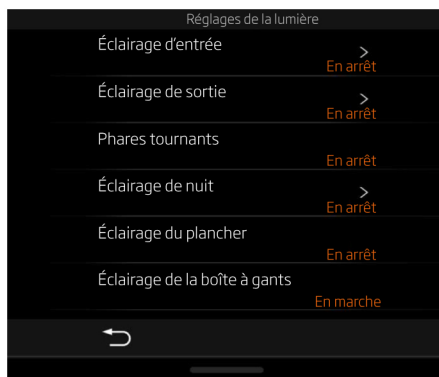 Réglages de la lumière
Éclairage d'entrée
En arrêt
Éclairage de sortie
En arrêt
Phares tournants
En arrêt
Éclairage de nuit
En arrêt
Éclairage du plancher
En arrêt
Éclairage de la boîte à gants
En marche